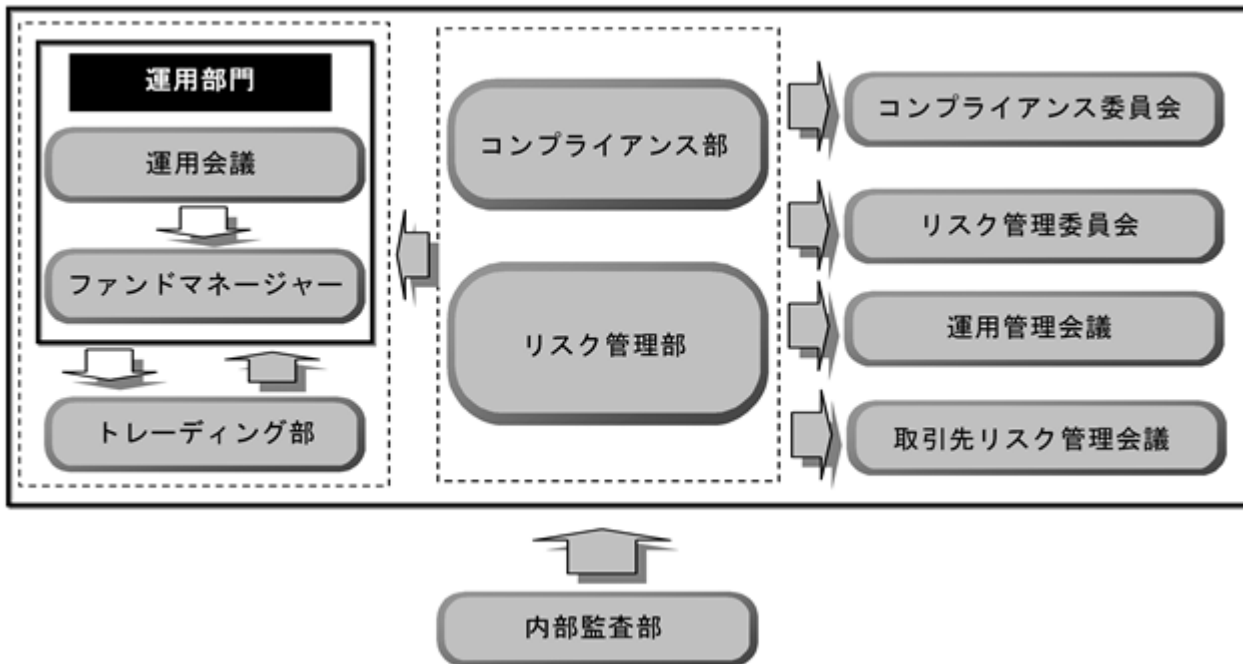 運用部門
運用会議
ファンドマネージャー
トレーディング部
コンプライアンス部
リスク管理部
コンプライアンス委員会
リスク管理委員会
運用管理会議
取引先リスク管理会議
内部監査部